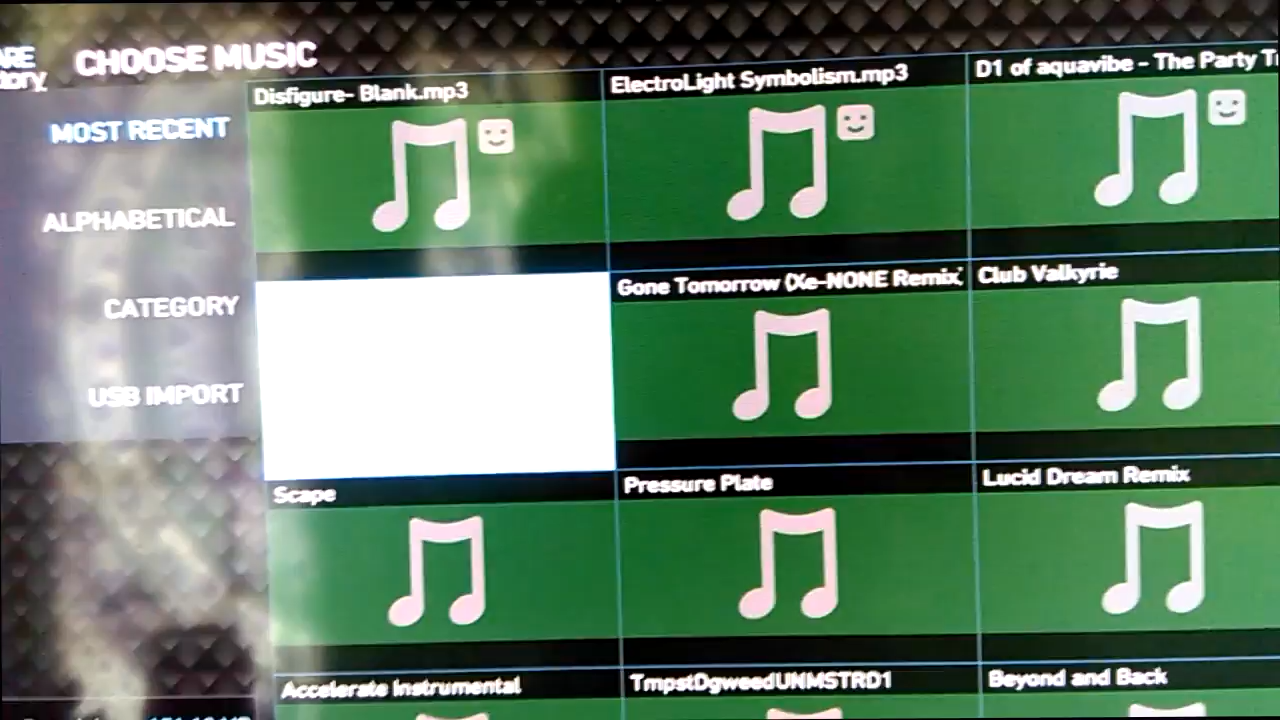 CHOOSE MUSIC
MOST RECENT
ALPHABETICAL
CATEGORY
USB IMPORT
Disfigure- Blank.mp3
ElectroLight Symbolism.mp3
D1 of aquavibe - The Party
Gone Tomorrow (Xe-NONE Remix)
Club Valkyrie
Scape
Pressure Plate
Lucid Dream Remix
Accelerate Instrumental
TmpstDgweedUNMSTRD1
Beyond and Back